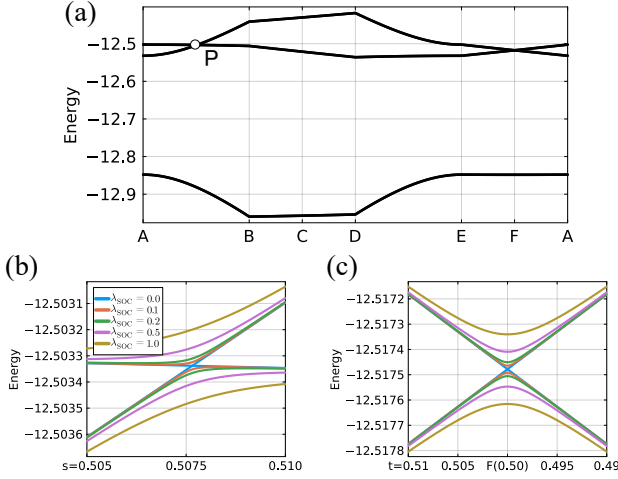 (a)
−12.5
−12.6
−12.7
−12.8
−12.9
Energy
P
A B C D E F A
(b)
−12.5031
−12.5032
−12.5033
−12.5034
−12.5035
−12.5036
Energy
λSOC = 0.0
λSOC = 0.1
λSOC = 0.2
λSOC = 0.5
λSOC = 1.0
s=0.505 0.5075 0.510
(c)
−12.5172
−12.5173
−12.5174
−12.5175
−12.5176
−12.5177
−12.5178
Energy
t=0.51 0.505 F(0.50) 0.495 0.49